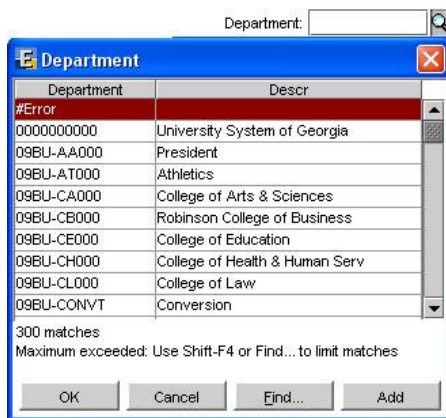 Department:
E Department
Department Descr
#Error
0000000000 University System of Georgia
09BU-AA000 President
09BU-AT000 Athletics
09BU-CA000 College of Arts & Sciences
09BU-CB000 Robinson College of Business
09BU-CE000 College of Education
09BU-CH000 College of Health & Human Serv
09BU-CL000 College of Law
09BU-CONVT Conversion
300 matches
Maximum exceeded: Use Shift-F4 or Find... to limit matches
OK Cancel Find... Add